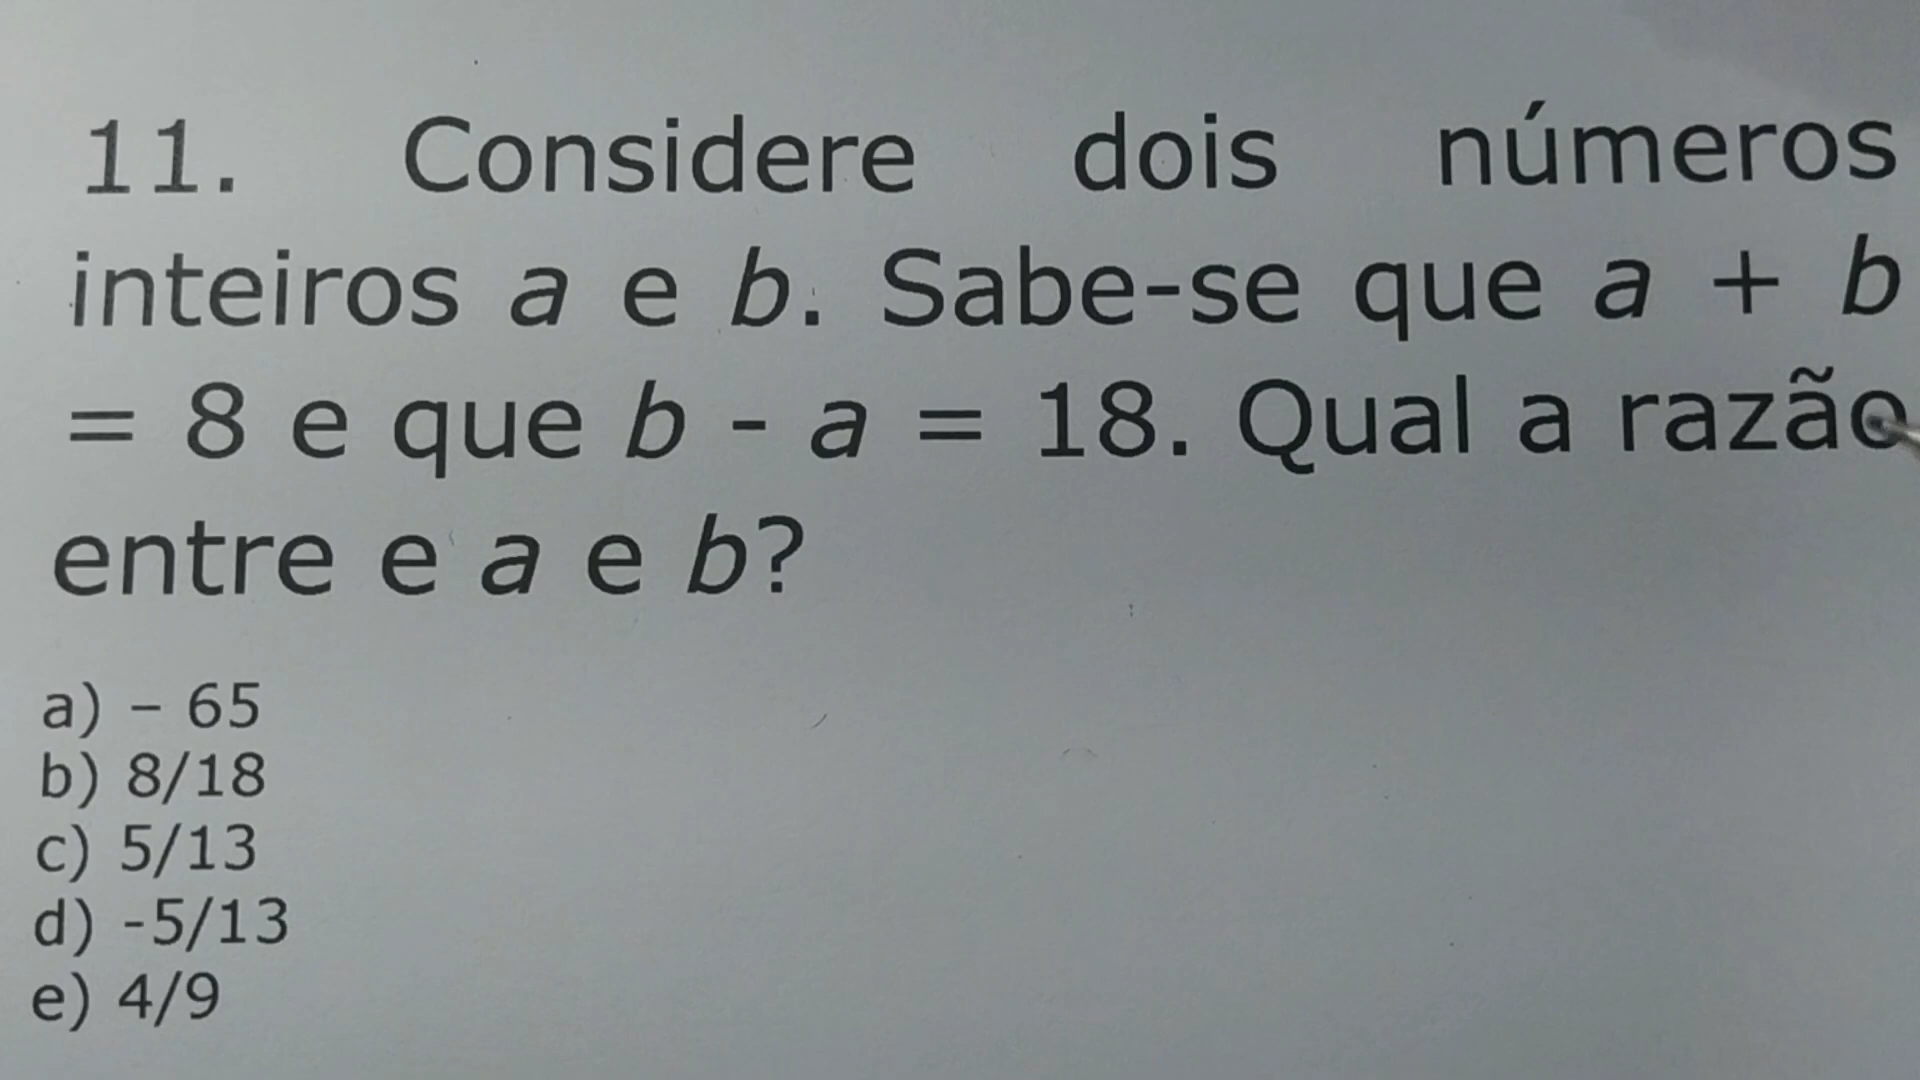 11. Considere dois números
inteiros a e b. Sabe-se que a + b
= 8 e que b - a = 18. Qual a razão
entre e a e b?
a) – 65
b) 8/18
c) 5/13
d) -5/13
e) 4/9